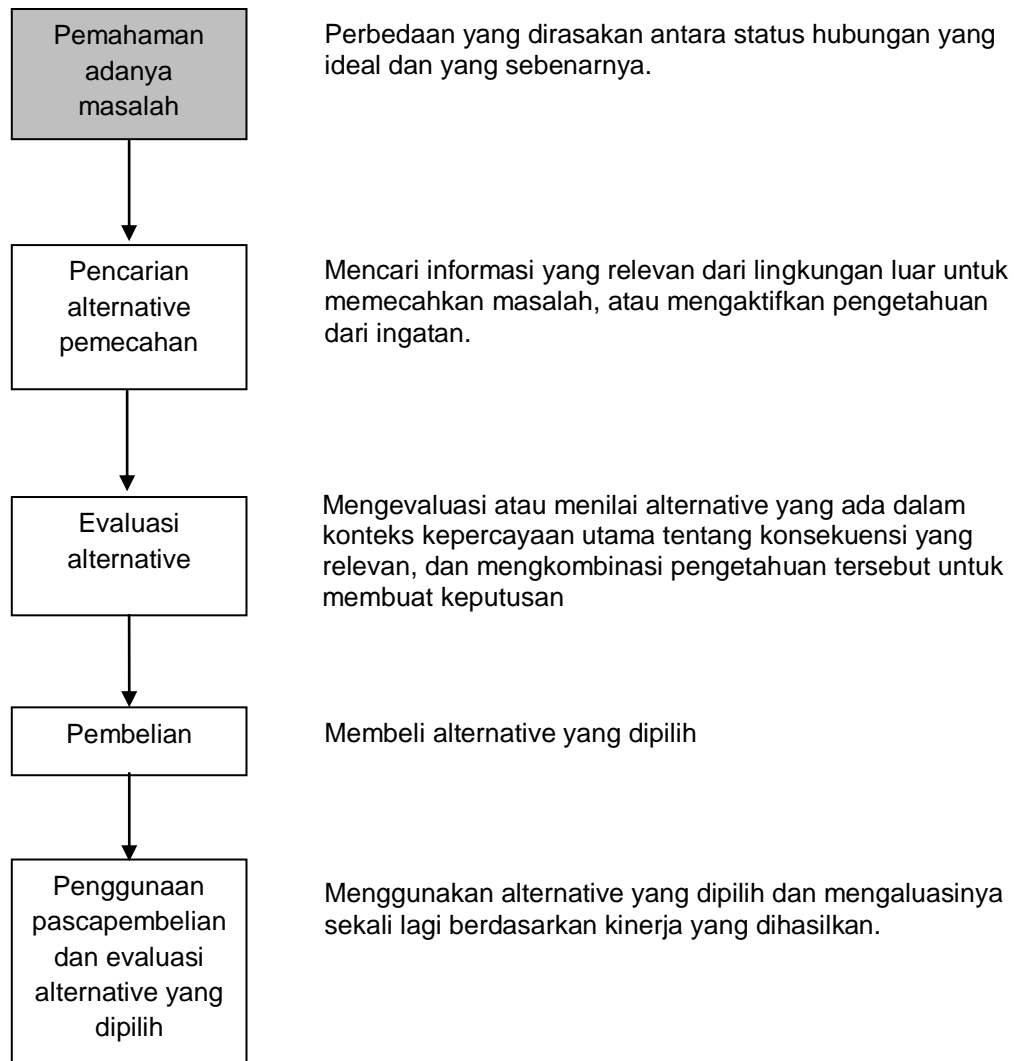 Pemahaman
adanya
masalah
Perbedaan yang dirasakan antara status hubungan yang
ideal dan yang sebenarnya.
Pencarian
alternative
pemecahan
Mencari informasi yang relevan dari lingkungan luar untuk
memecahkan masalah, atau mengaktifkan pengetahuan
dari ingatan.
Evaluasi
alternative
Mengevaluasi atau menilai alternative yang ada dalam
konteks kepercayaan utama tentang konsekuensi yang
relevan, dan mengkombinasi pengetahuan tersebut untuk
membuat keputusan
Pembelian
Membeli alternative yang dipilih
Penggunaan
pascapembelian
dan evaluasi
alternative yang
dipilih
Menggunakan alternative yang dipilih dan mengaluasinya
sekali lagi berdasarkan kinerja yang dihasilkan.